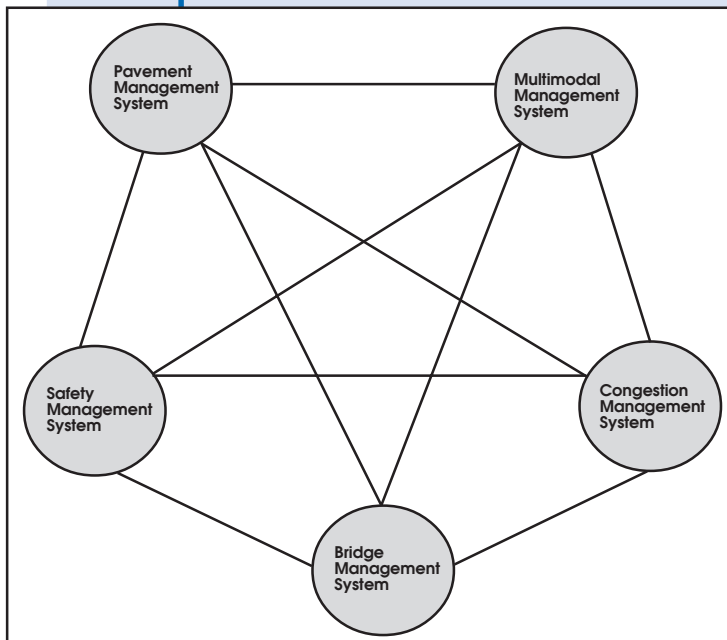 Pavement
Management
System
Multimodal
Management
System
Safety
Management
System
Congestion
Management
System
Bridge
Management
System